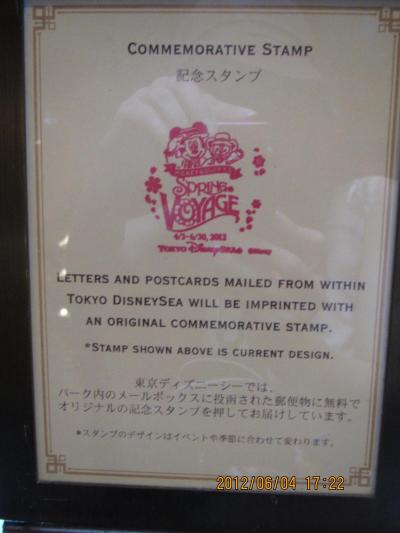 COMMEMORATIVE STAMP
記念スタンプ
SPRING
VOYAGE
4/2-6/30, 2012
TOKYO DISNEYSEA
LETTERS AND POSTCARDS MAILED FROM WITHIN
TOKYO DISNEYSEA WILL BE IMPRINTED WITH
AN ORIGINAL COMMEMORATIVE STAMP.
*STAMP SHOWN ABOVE IS CURRENT DESIGN.
東京ディズニーシーでは、
パーク内のメールボックスに投函された郵便物に無料で
オリジナルの記念スタンプを押してお届けしています。
*スタンプのデザインはイベントや季節に合わせて変わります。
2012/06/04 17:22